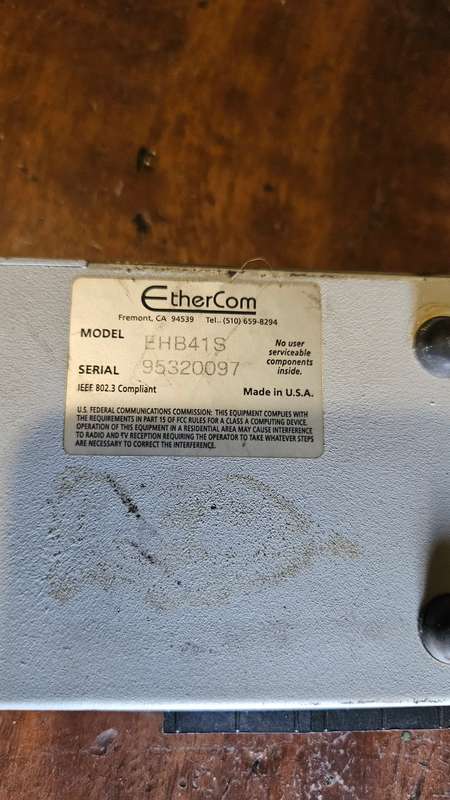 EtherCom
Fremont, CA 94539 Tel.. (510) 659-8294
MODEL EHB41S
SERIAL 95320097
No user
serviceable
components
inside.
IEEE 802.3 Compliant Made in U.S.A.
U.S. FEDERAL COMMUNICATIONS COMMISSION: THIS EQUIPMENT COMPLIES WITH
THE REQUIREMENTS IN PART 15 OF FCC RULES FOR A CLASS A COMPUTING DEVICE.
OPERATION OF THIS EQUIPMENT IN A RESIDENTIAL AREA MAY CAUSE INTERFERENCE
TO RADIO AND TV RECEPTION REQUIRING THE OPERATOR TO TAKE WHATEVER STEPS
ARE NECESSARY TO CORRECT THE INTERFERENCE.